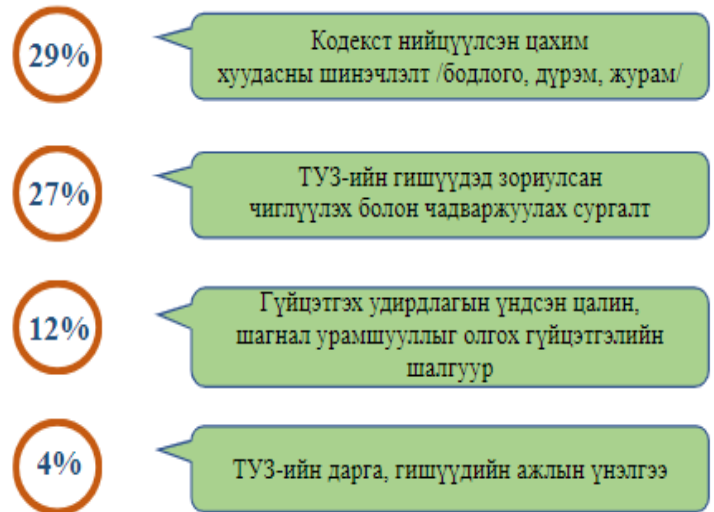 29%
Кодекст нийцүүлсэн цахим
хуудасны шинэчлэлт /бодлого, дүрэм, журам/
27%
ТУЗ-ийн гишүүдэд зориулсан
чиглүүлэх болон чадваржуулах сургалт
12%
Гүйцэтгэх удирдлагын үндсэн цалин,
шагнал урамшууллыг олгох гүйцэтгэлийн
шалгуур
4%
ТУЗ-ийн дарга, гишүүдийн ажлын үнэлгээ